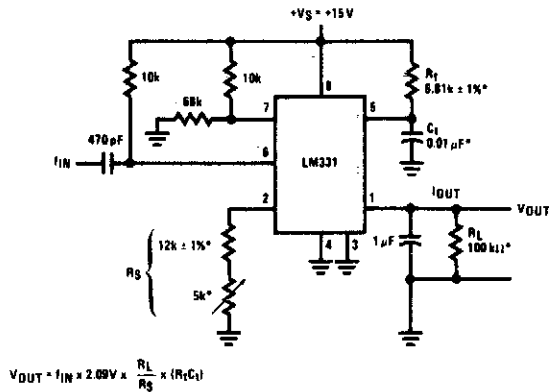 +VS = +15V
10k
10k
Rt
6.81k ± 1%*
68k
8
7
5
470 pF
Ct
0.01 µF*
fIN
6
LM331
IOUT
2
1
VOUT
RS
12k ± 1%*
1 µF
RL
100 kΩ*
4
3
5k*
VOUT = fIN x 2.09V x RL/RS x (RtCt)